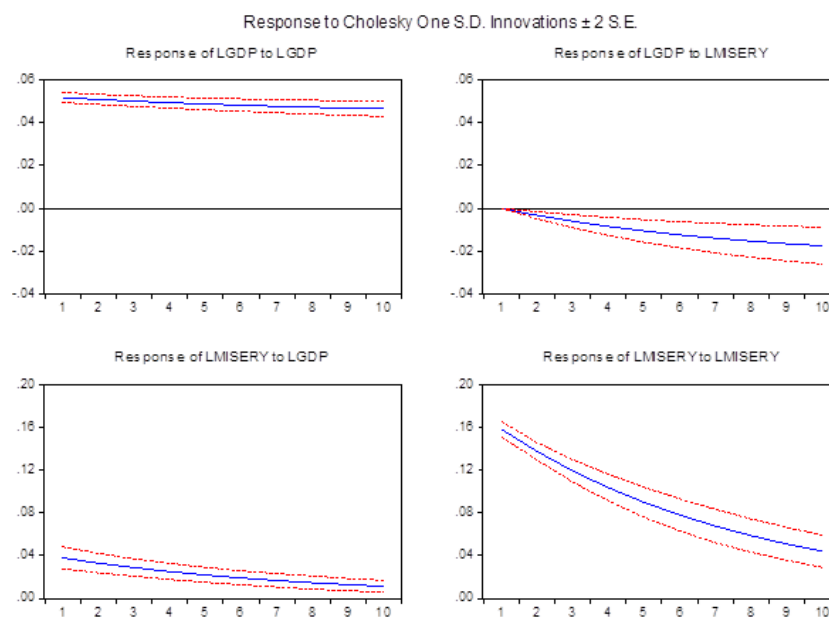 Response to Cholesky One S.D. Innovations ± 2 S.E.
Response of LGDP to LGDP
.06
.04
.02
.00
-.02
-.04
1 2 3 4 5 6 7 8 9 10
Response of LGDP to LMISERY
.06
.04
.02
.00
-.02
-.04
1 2 3 4 5 6 7 8 9 10
Response of LMISERY to LGDP
.20
.16
.12
.08
.04
.00
1 2 3 4 5 6 7 8 9 10
Response of LMISERY to LMISERY
.20
.16
.12
.08
.04
.00
1 2 3 4 5 6 7 8 9 10